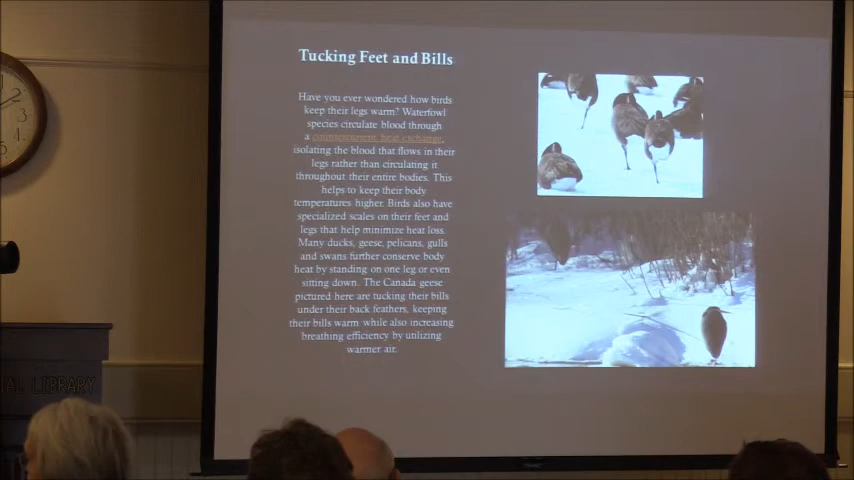 Tucking Feet and Bills
Have you ever wondered how birds
keep their legs warm? Waterfowl
species circulate blood through
a countercurrent heat exchange,
isolating the blood that flows in their
legs rather than circulating it
throughout their entire bodies. This
helps to keep their body
temperatures higher. Birds also have
specialized scales on their feet and
legs that help minimize heat loss.
Many ducks, geese, pelicans, gulls
and swans further conserve body
heat by standing on one leg or even
sitting down. The Canada geese
pictured here are tucking their bills
under their back feathers, keeping
their bills warm while also increasing
breathing efficiency by utilizing
warmer air.
2
3
4
LIBRARY